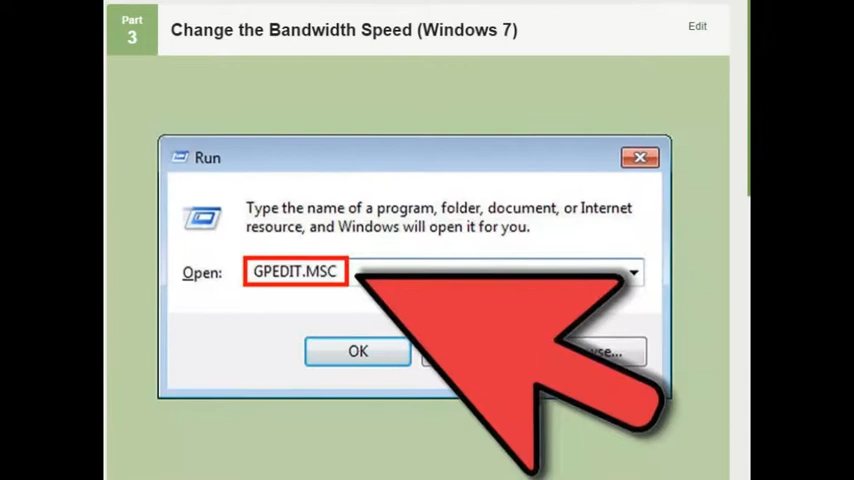 Part
3
Change the Bandwidth Speed (Windows 7)
Edit
Run
Type the name of a program, folder, document, or Internet
resource, and Windows will open it for you.
Open:
GPEDIT.MSC
OK